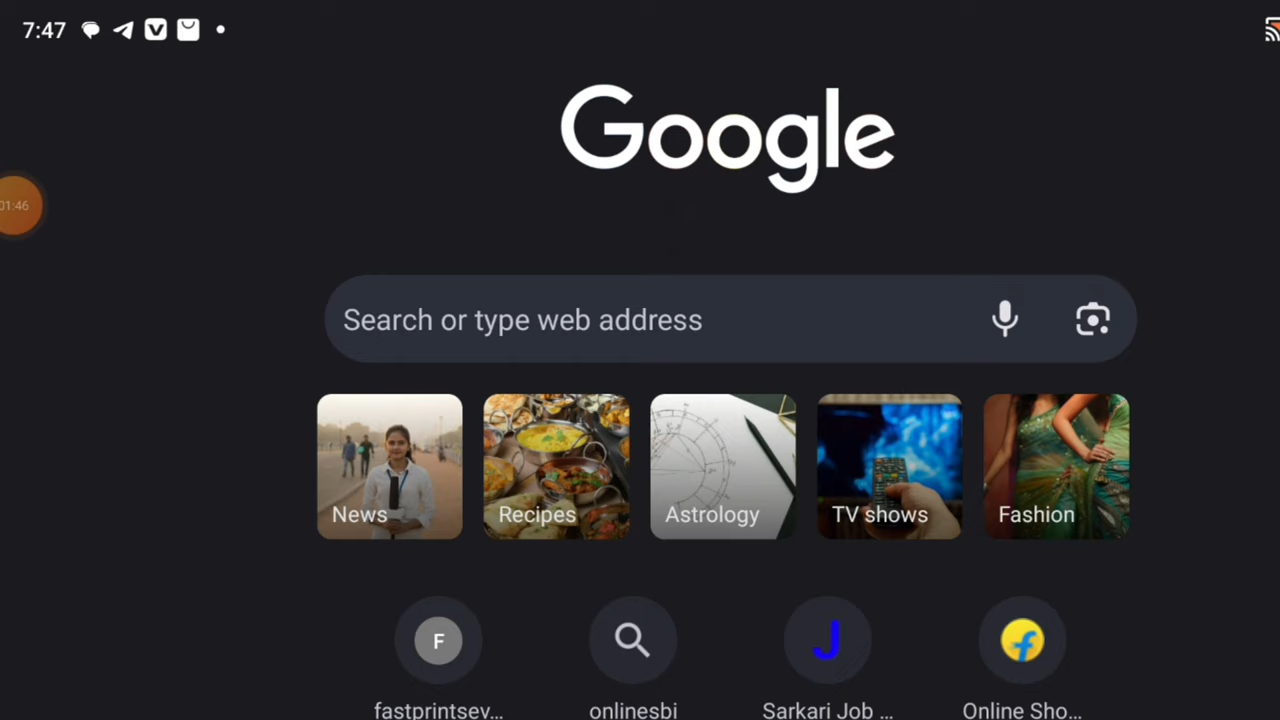 7:47
Google
01:46
Search or type web address
News
Recipes
Astrology
TV shows
Fashion
F
J
fastprintsev...
onlinesbi
Sarkari Job ...
Online Sho...